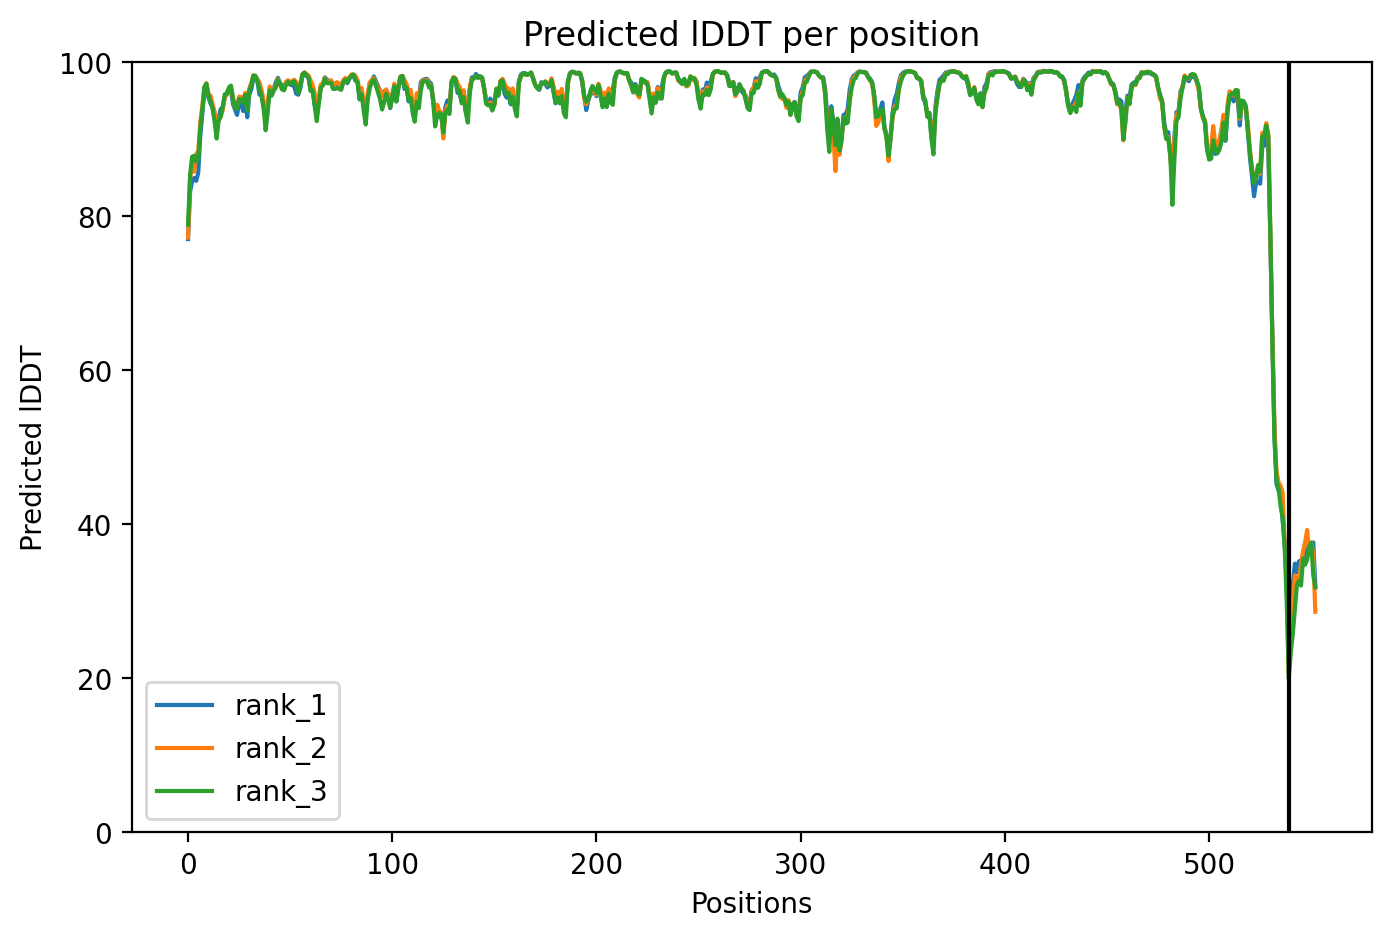 Predicted lDDT per position
100
80
60
40
20
0
Predicted lDDT
rank_1
rank_2
rank_3
0 100 200 300 400 500
Positions